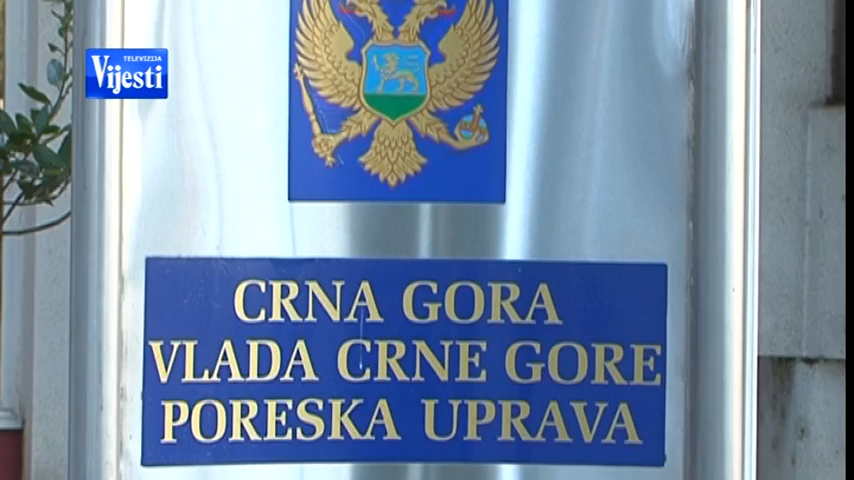 TELEVIZIJA
Vijesti
CRNA GORA
VLADA CRNE GORE
PORESKA UPRAVA